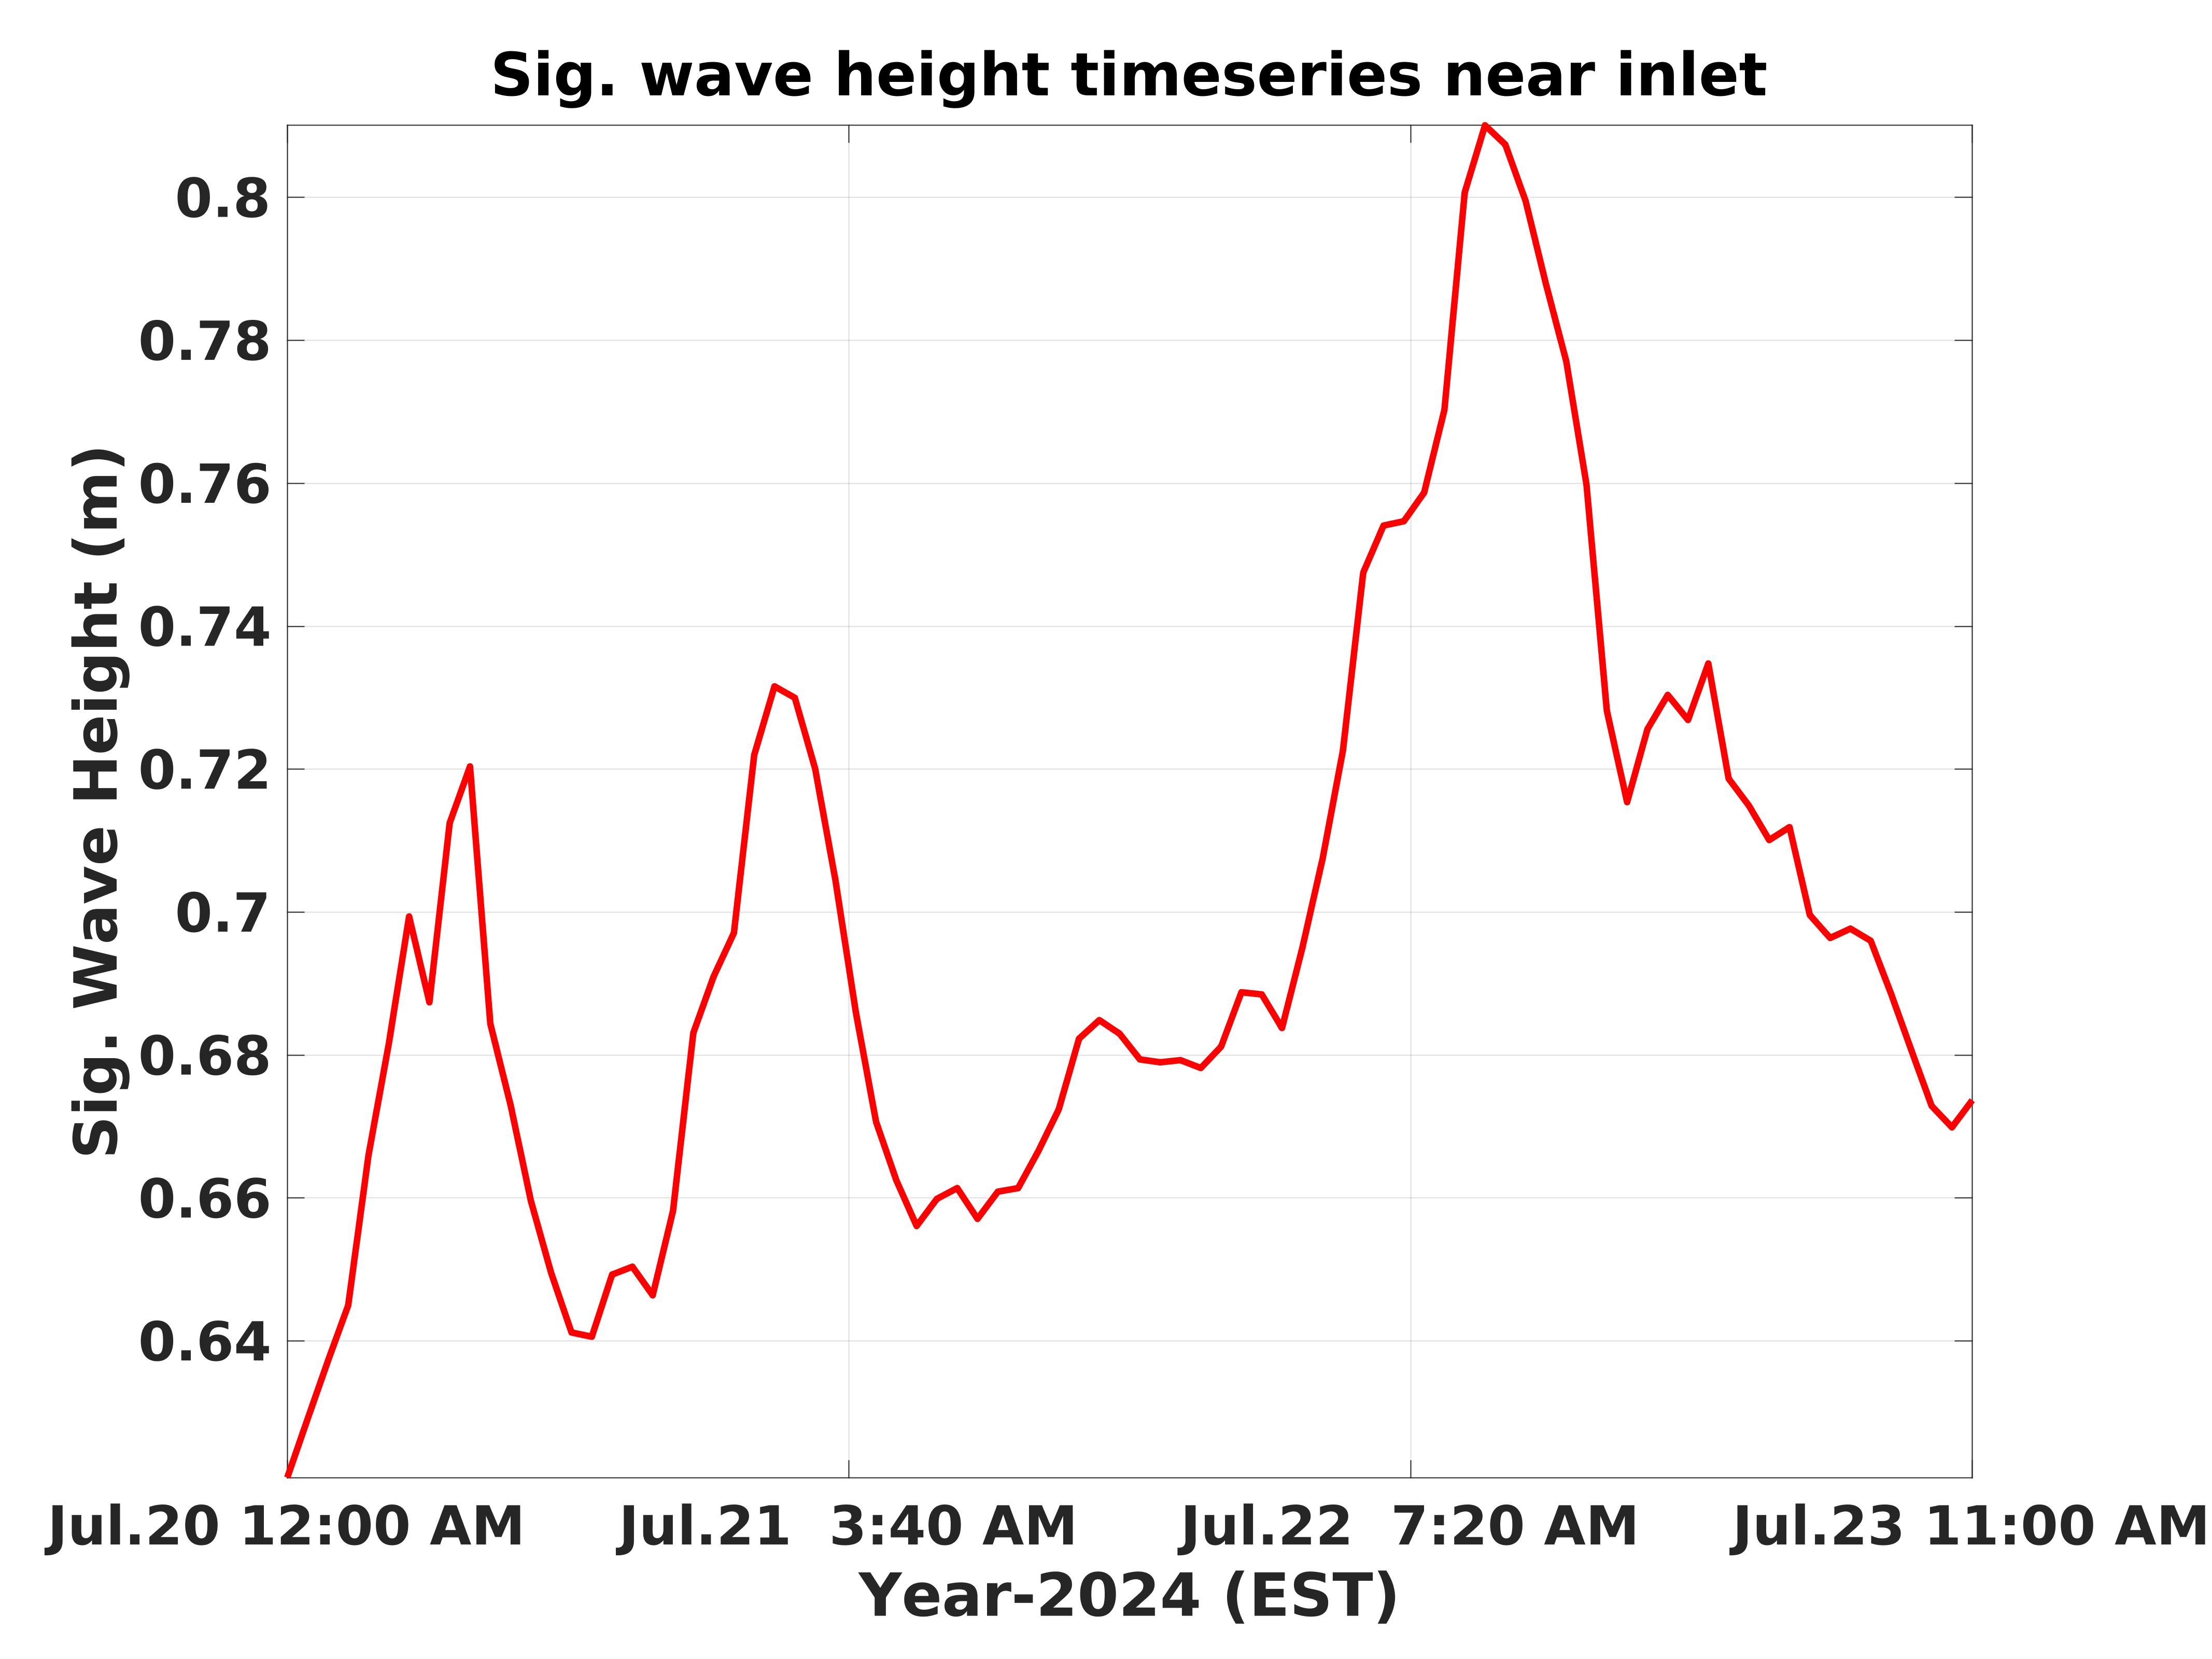 Sig. wave height timeseries near inlet
Sig. Wave Height (m)
0.8
0.78
0.76
0.74
0.72
0.7
0.68
0.66
0.64
Jul.20 12:00 AM
Jul.21 3:40 AM
Jul.22 7:20 AM
Jul.23 11:00 AM
Year-2024 (EST)